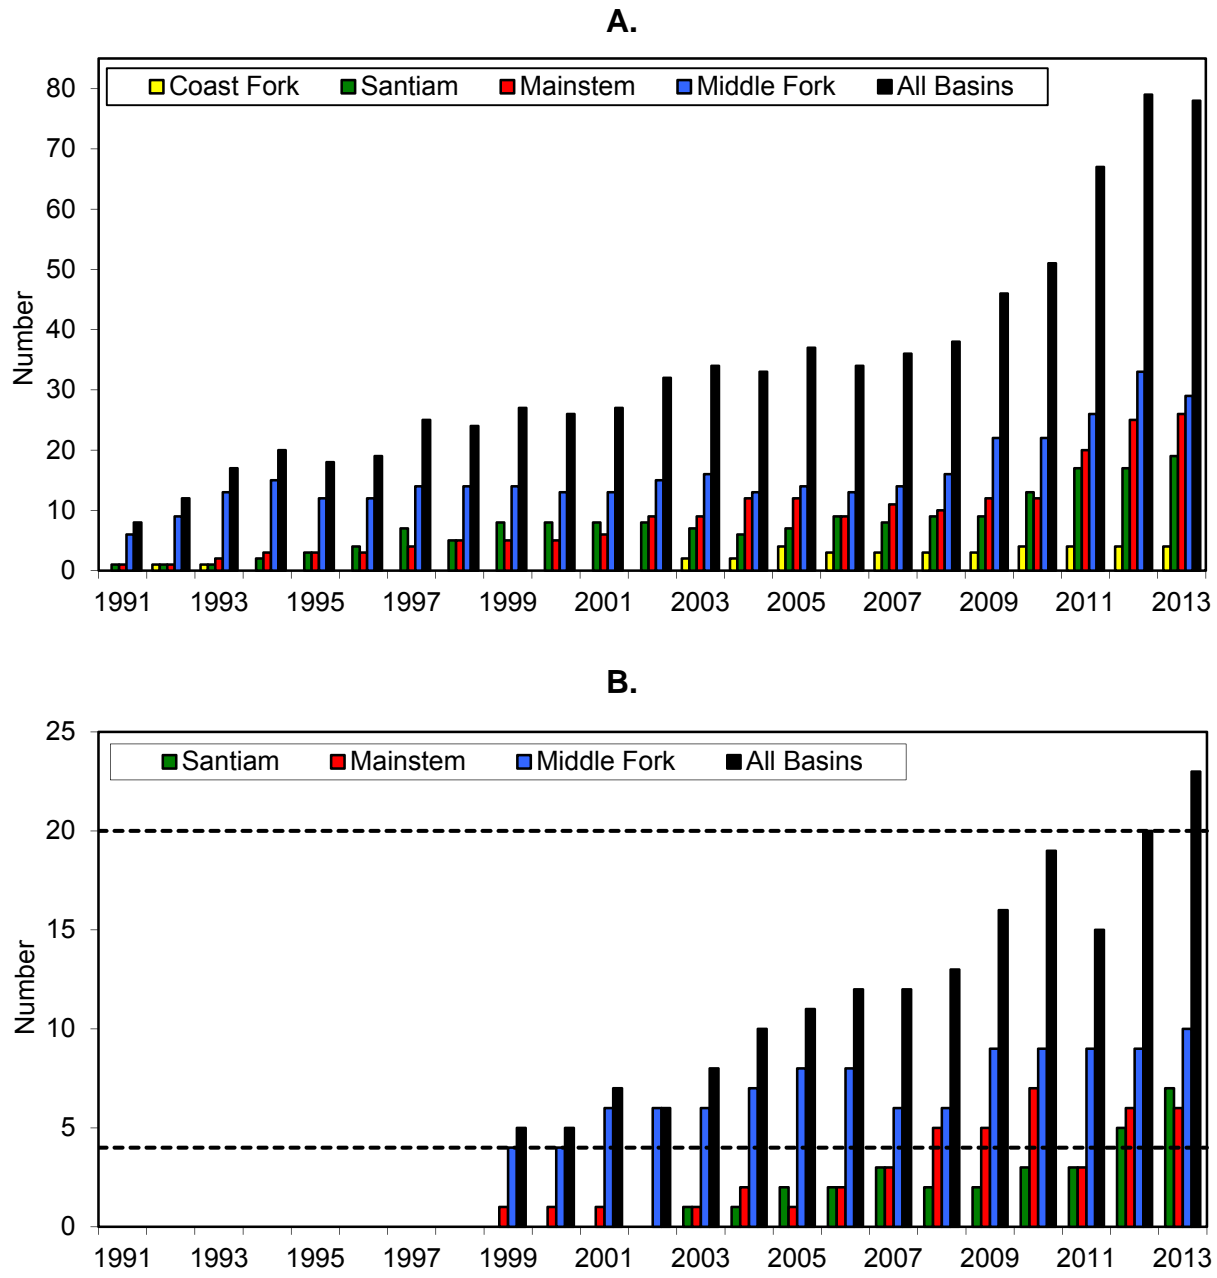 A.
Coast Fork Santiam Mainstem Middle Fork All Basins
80
70
60
50
40
30
20
10
0
Number
1991 1993 1995 1997 1999 2001 2003 2005 2007 2009 2011 2013
B.
Santiam Mainstem Middle Fork All Basins
25
20
15
10
5
0
Number
1991 1993 1995 1997 1999 2001 2003 2005 2007 2009 2011 2013